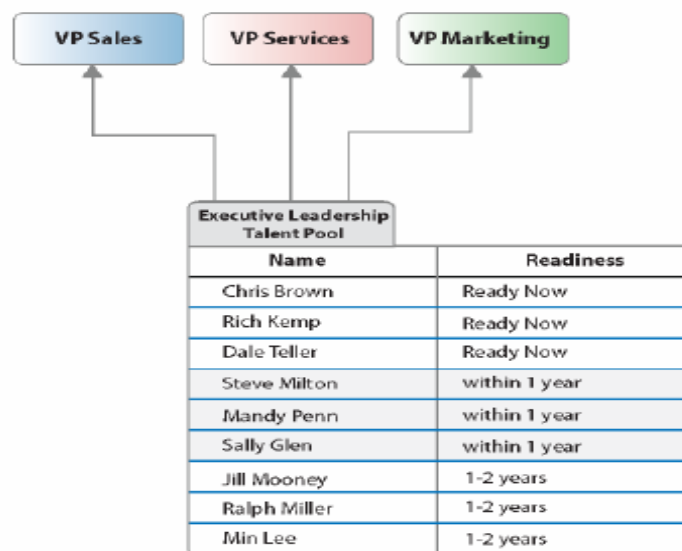 VP Sales
VP Services
VP Marketing
Executive Leadership
Talent Pool
Name Readiness
Chris Brown Ready Now
Rich Kemp Ready Now
Dale Teller Ready Now
Steve Milton within 1 year
Mandy Penn within 1 year
Sally Glen within 1 year
Jill Mooney 1-2 years
Ralph Miller 1-2 years
Min Lee 1-2 years